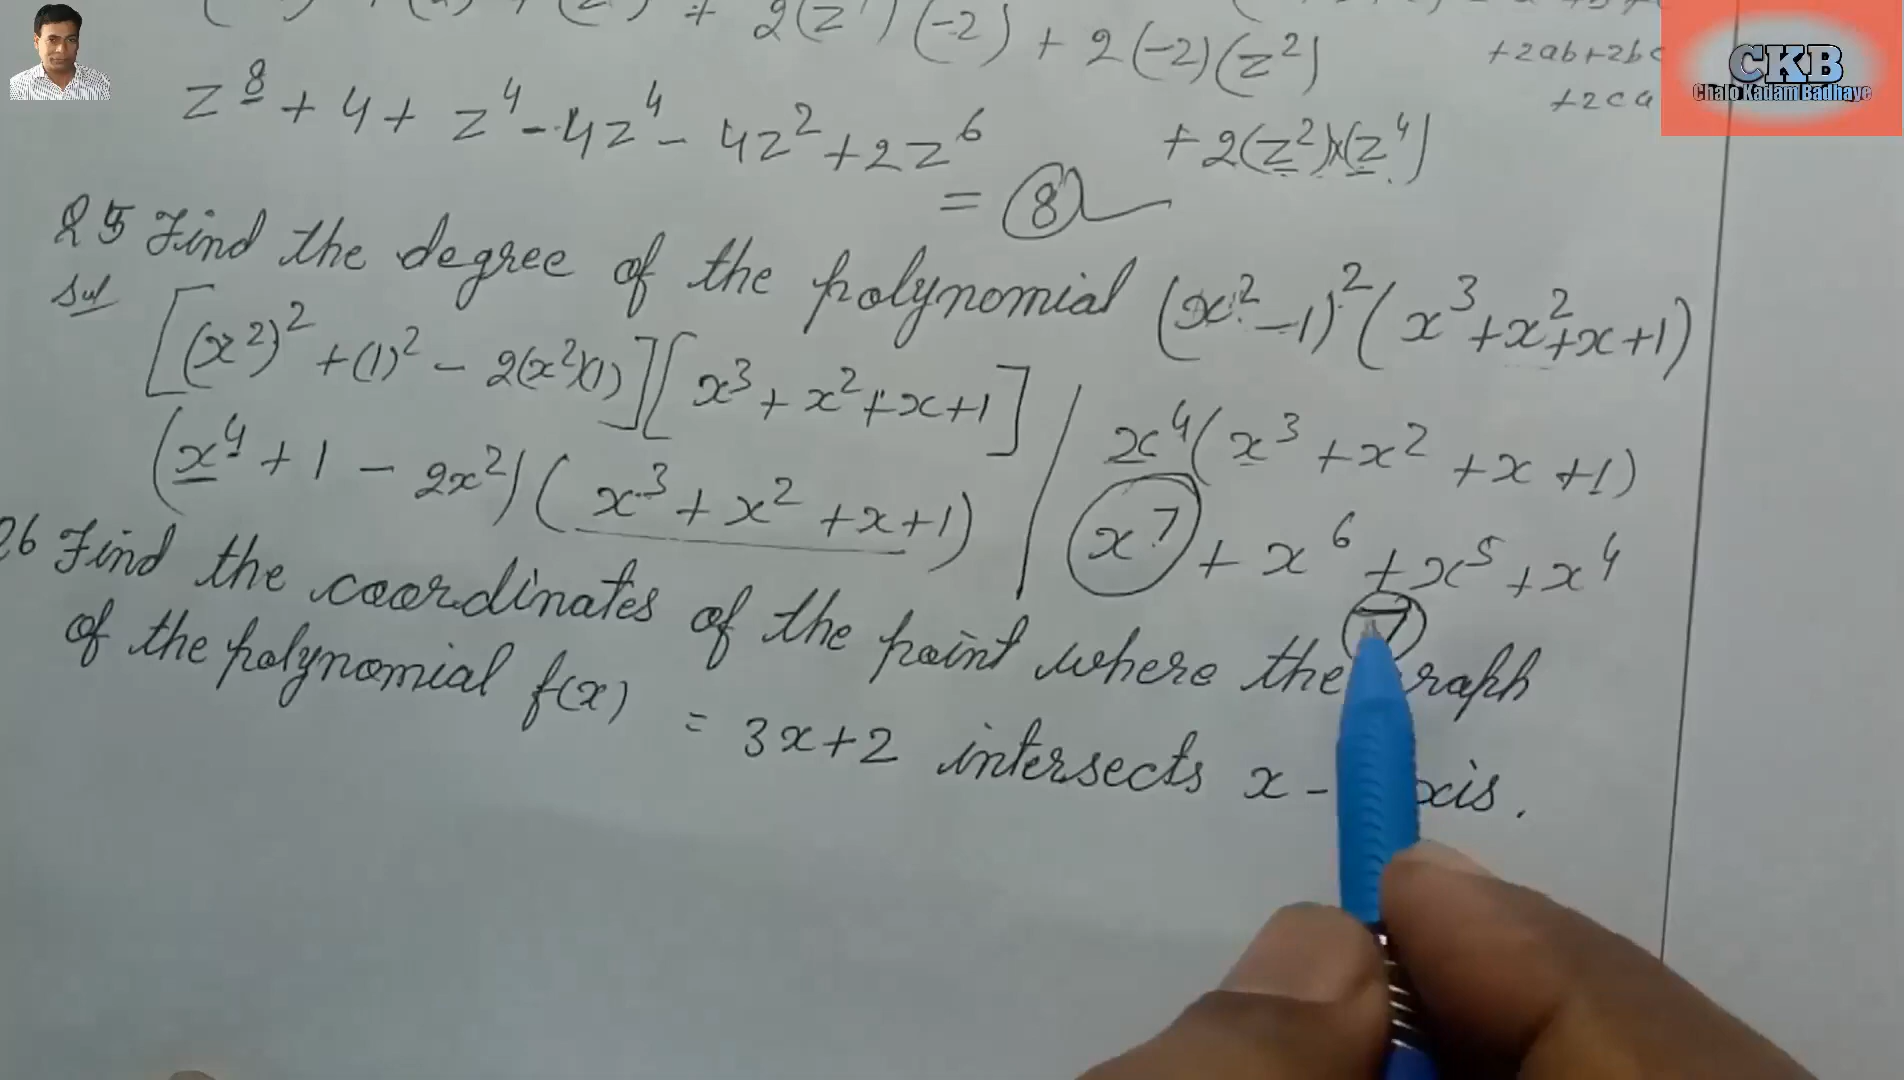 + 2(z⁴)(-2) + 2(-2)(z²)
+2ab+2bc
+2ca
CKB
Chalo Kadam Badhaye
z⁸ + 4 + z⁴ - 4z⁴ - 4z² + 2z⁶
+ 2(z²)×(z⁴)
= 8
25 Find the degree of the polynomial (x²-1)²(x³+x²+x+1)
Sol [(x²)² + (1)² - 2(x²)(1)][x³+x²+x+1]
(x⁴ + 1 - 2x²)(x³+x²+x+1)
x⁴(x³+x²+x+1)
x⁷ + x⁶ + x⁵ + x⁴
7
26 Find the coordinates of the point where the graph
of the polynomial f(x) = 3x+2 intersects x-axis.